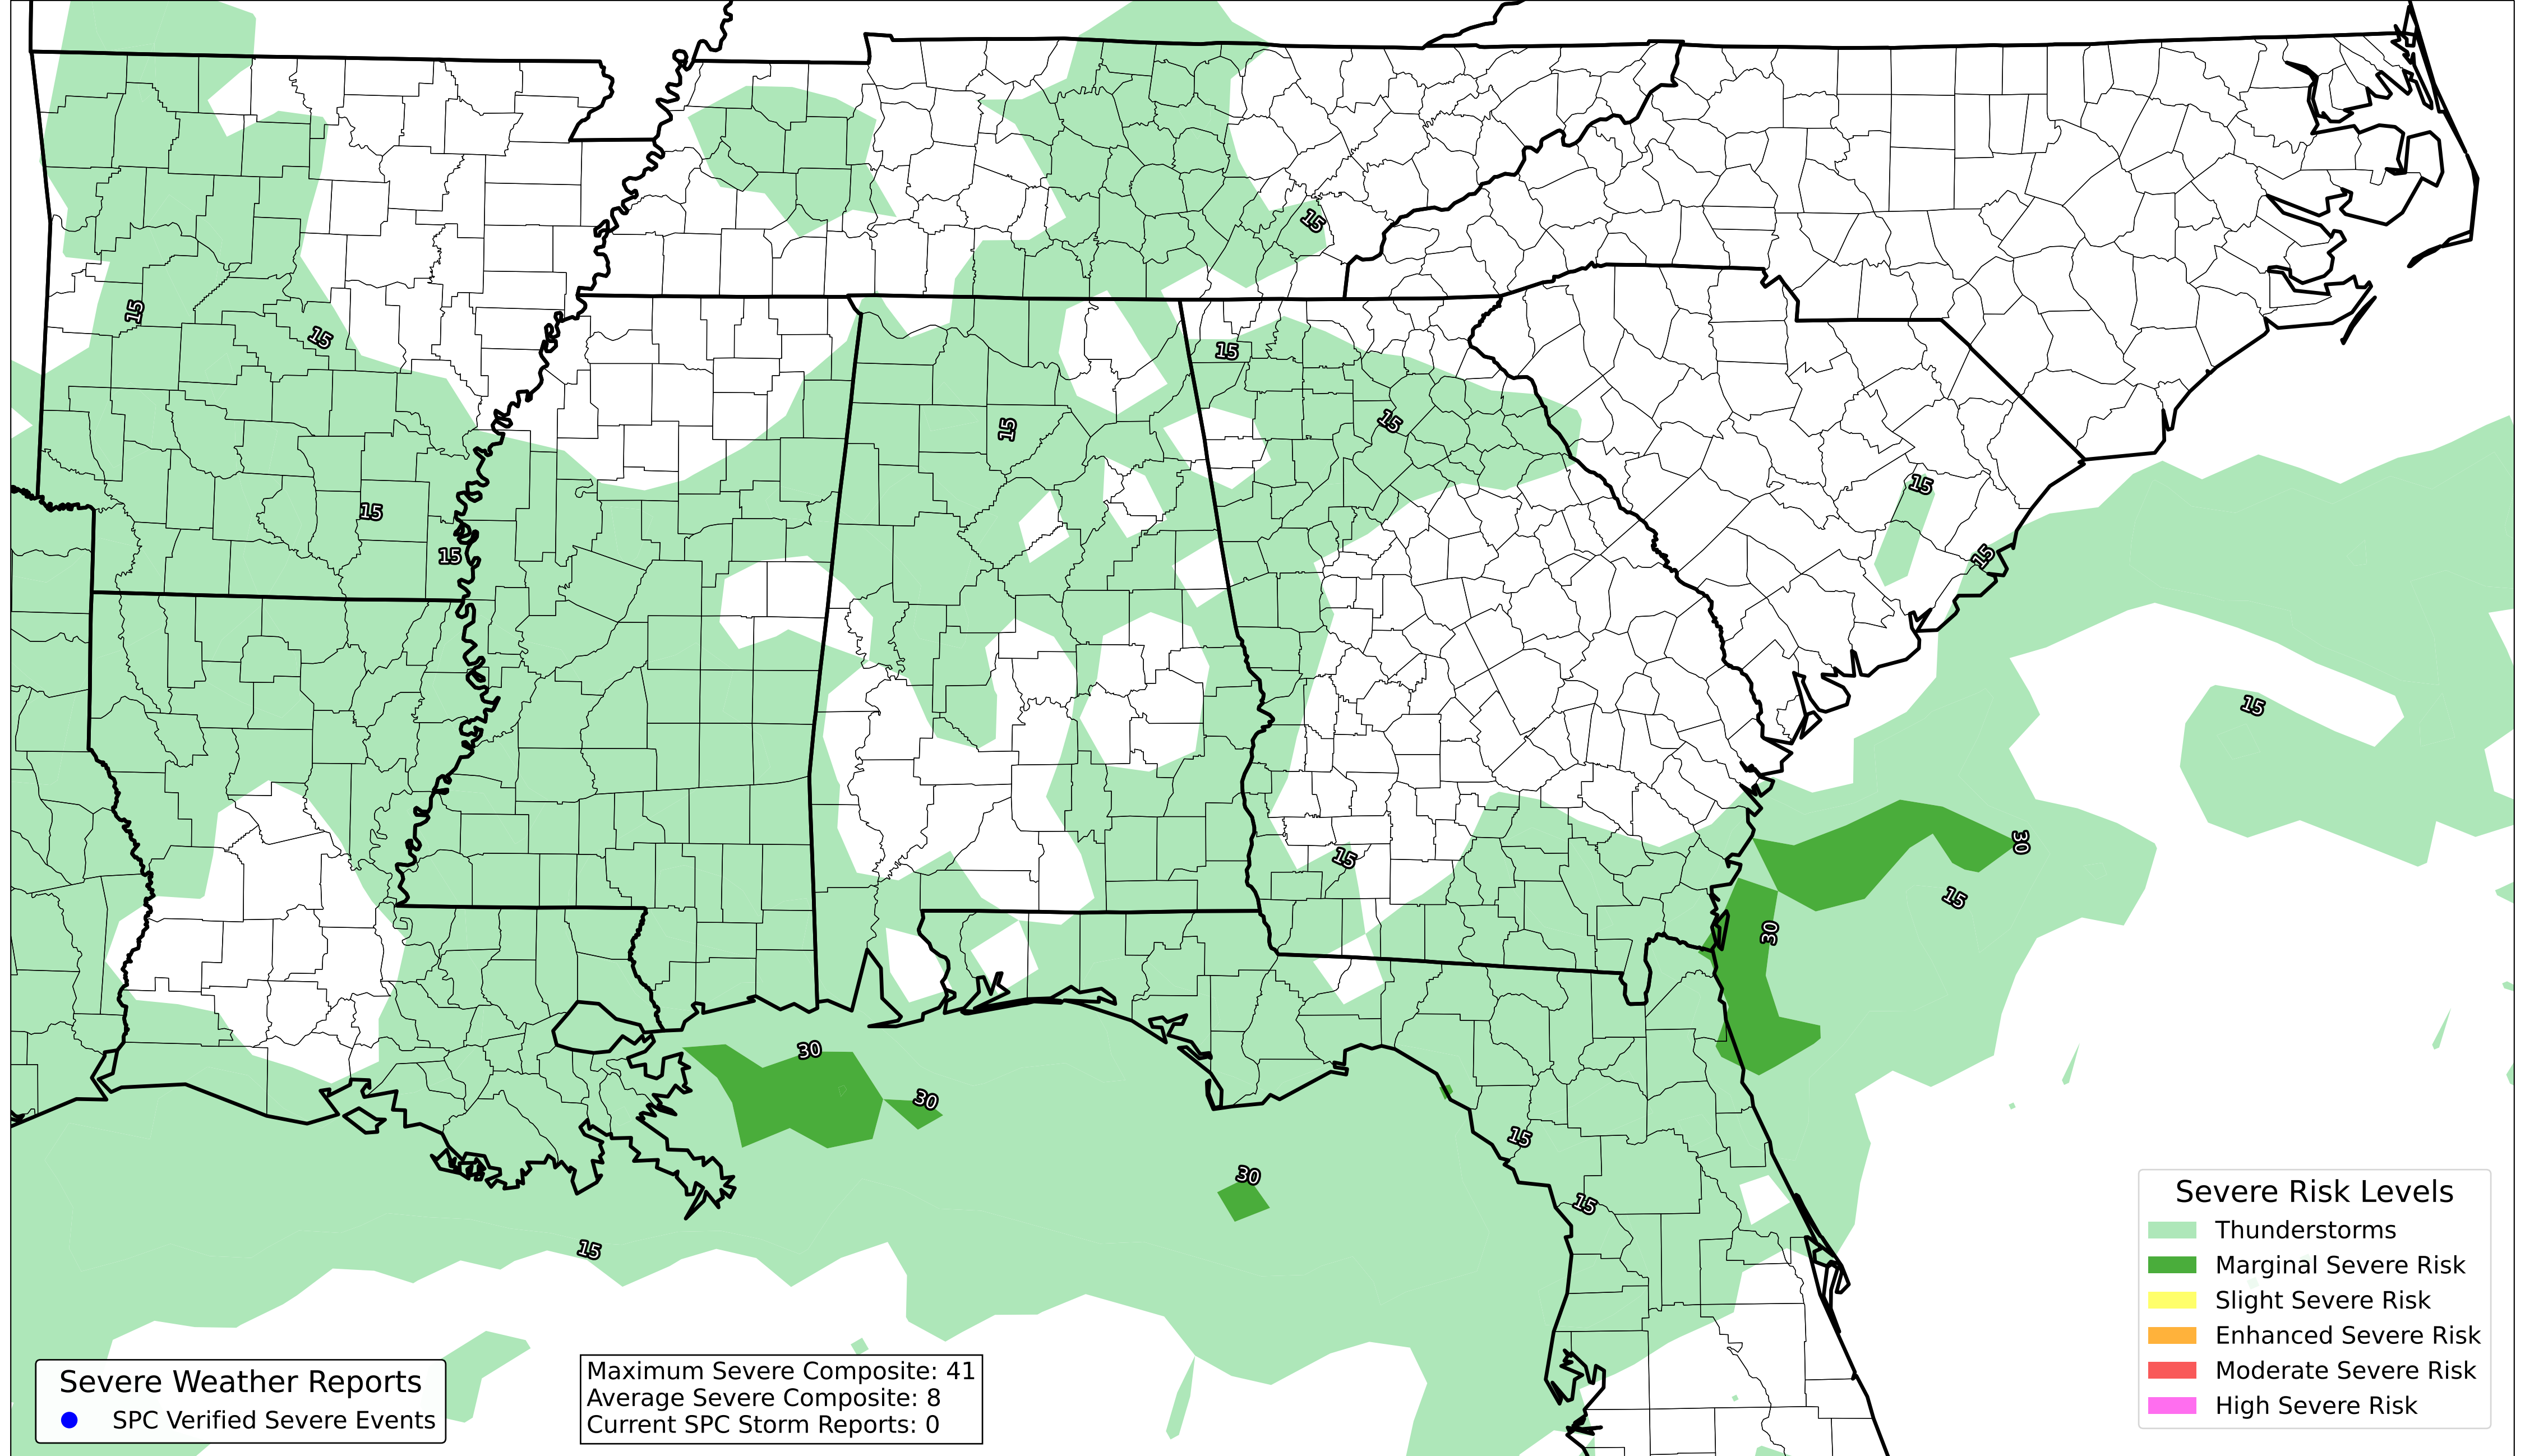 15
15
15
15
15
15
15
15
15
15
15
30
15
15
30
30
30
15
30
15
15
Severe Risk Levels
Thunderstorms
Marginal Severe Risk
Slight Severe Risk
Enhanced Severe Risk
Moderate Severe Risk
High Severe Risk
Severe Weather Reports
SPC Verified Severe Events
Maximum Severe Composite: 41
Average Severe Composite: 8
Current SPC Storm Reports: 0